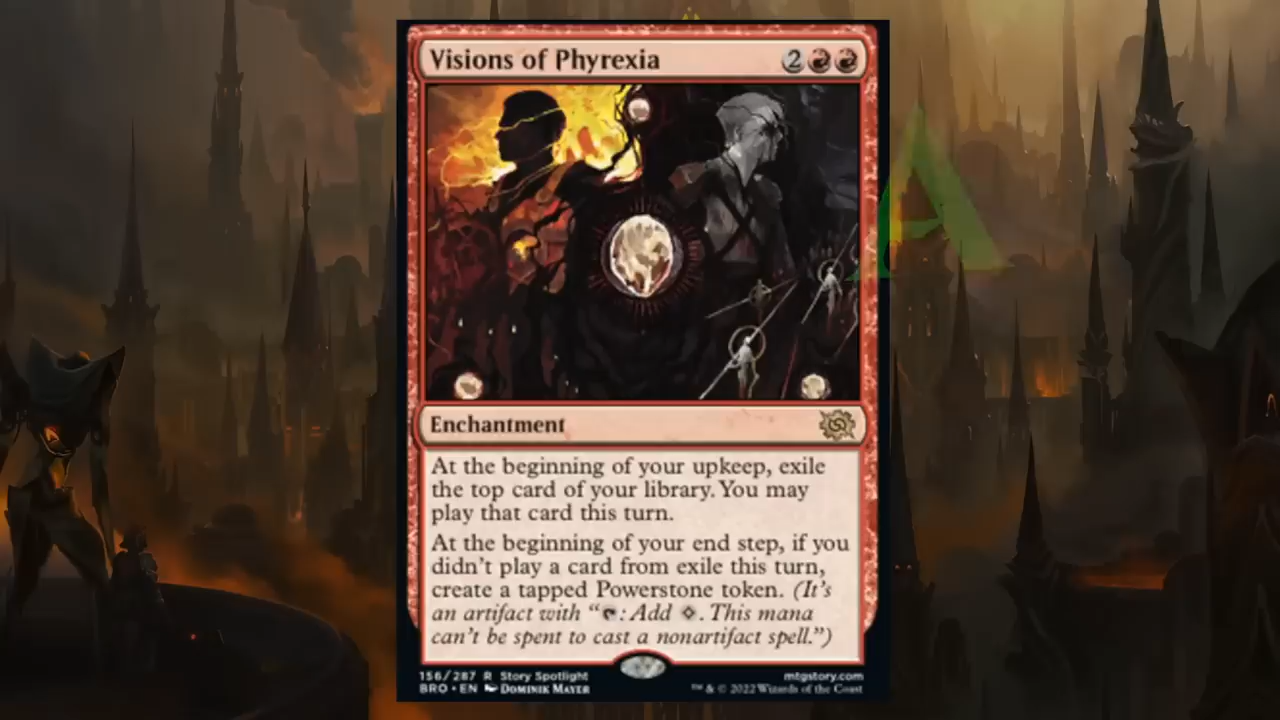 Visions of Phyrexia 2
Enchantment
At the beginning of your upkeep, exile
the top card of your library. You may
play that card this turn.
At the beginning of your end step, if you
didn't play a card from exile this turn,
create a tapped Powerstone token. (It's
an artifact with “: Add . This mana
can't be spent to cast a nonartifact spell.”)
156/287 R Story Spotlight
mtgstory.com
BRO • EN Dominik Mayer
™ & © 2022 Wizards of the Coast